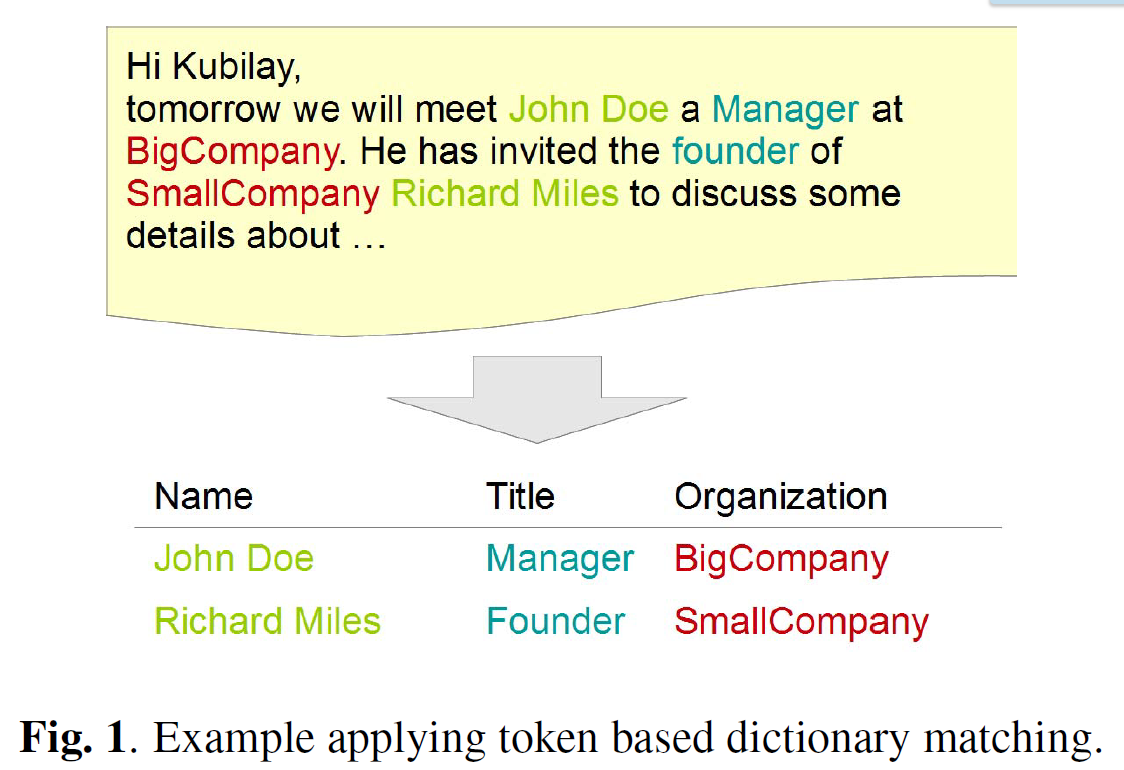 Hi Kubilay,
tomorrow we will meet John Doe a Manager at
BigCompany. He has invited the founder of
SmallCompany Richard Miles to discuss some
details about …
Name Title Organization
John Doe Manager BigCompany
Richard Miles Founder SmallCompany
Fig. 1. Example applying token based dictionary matching.